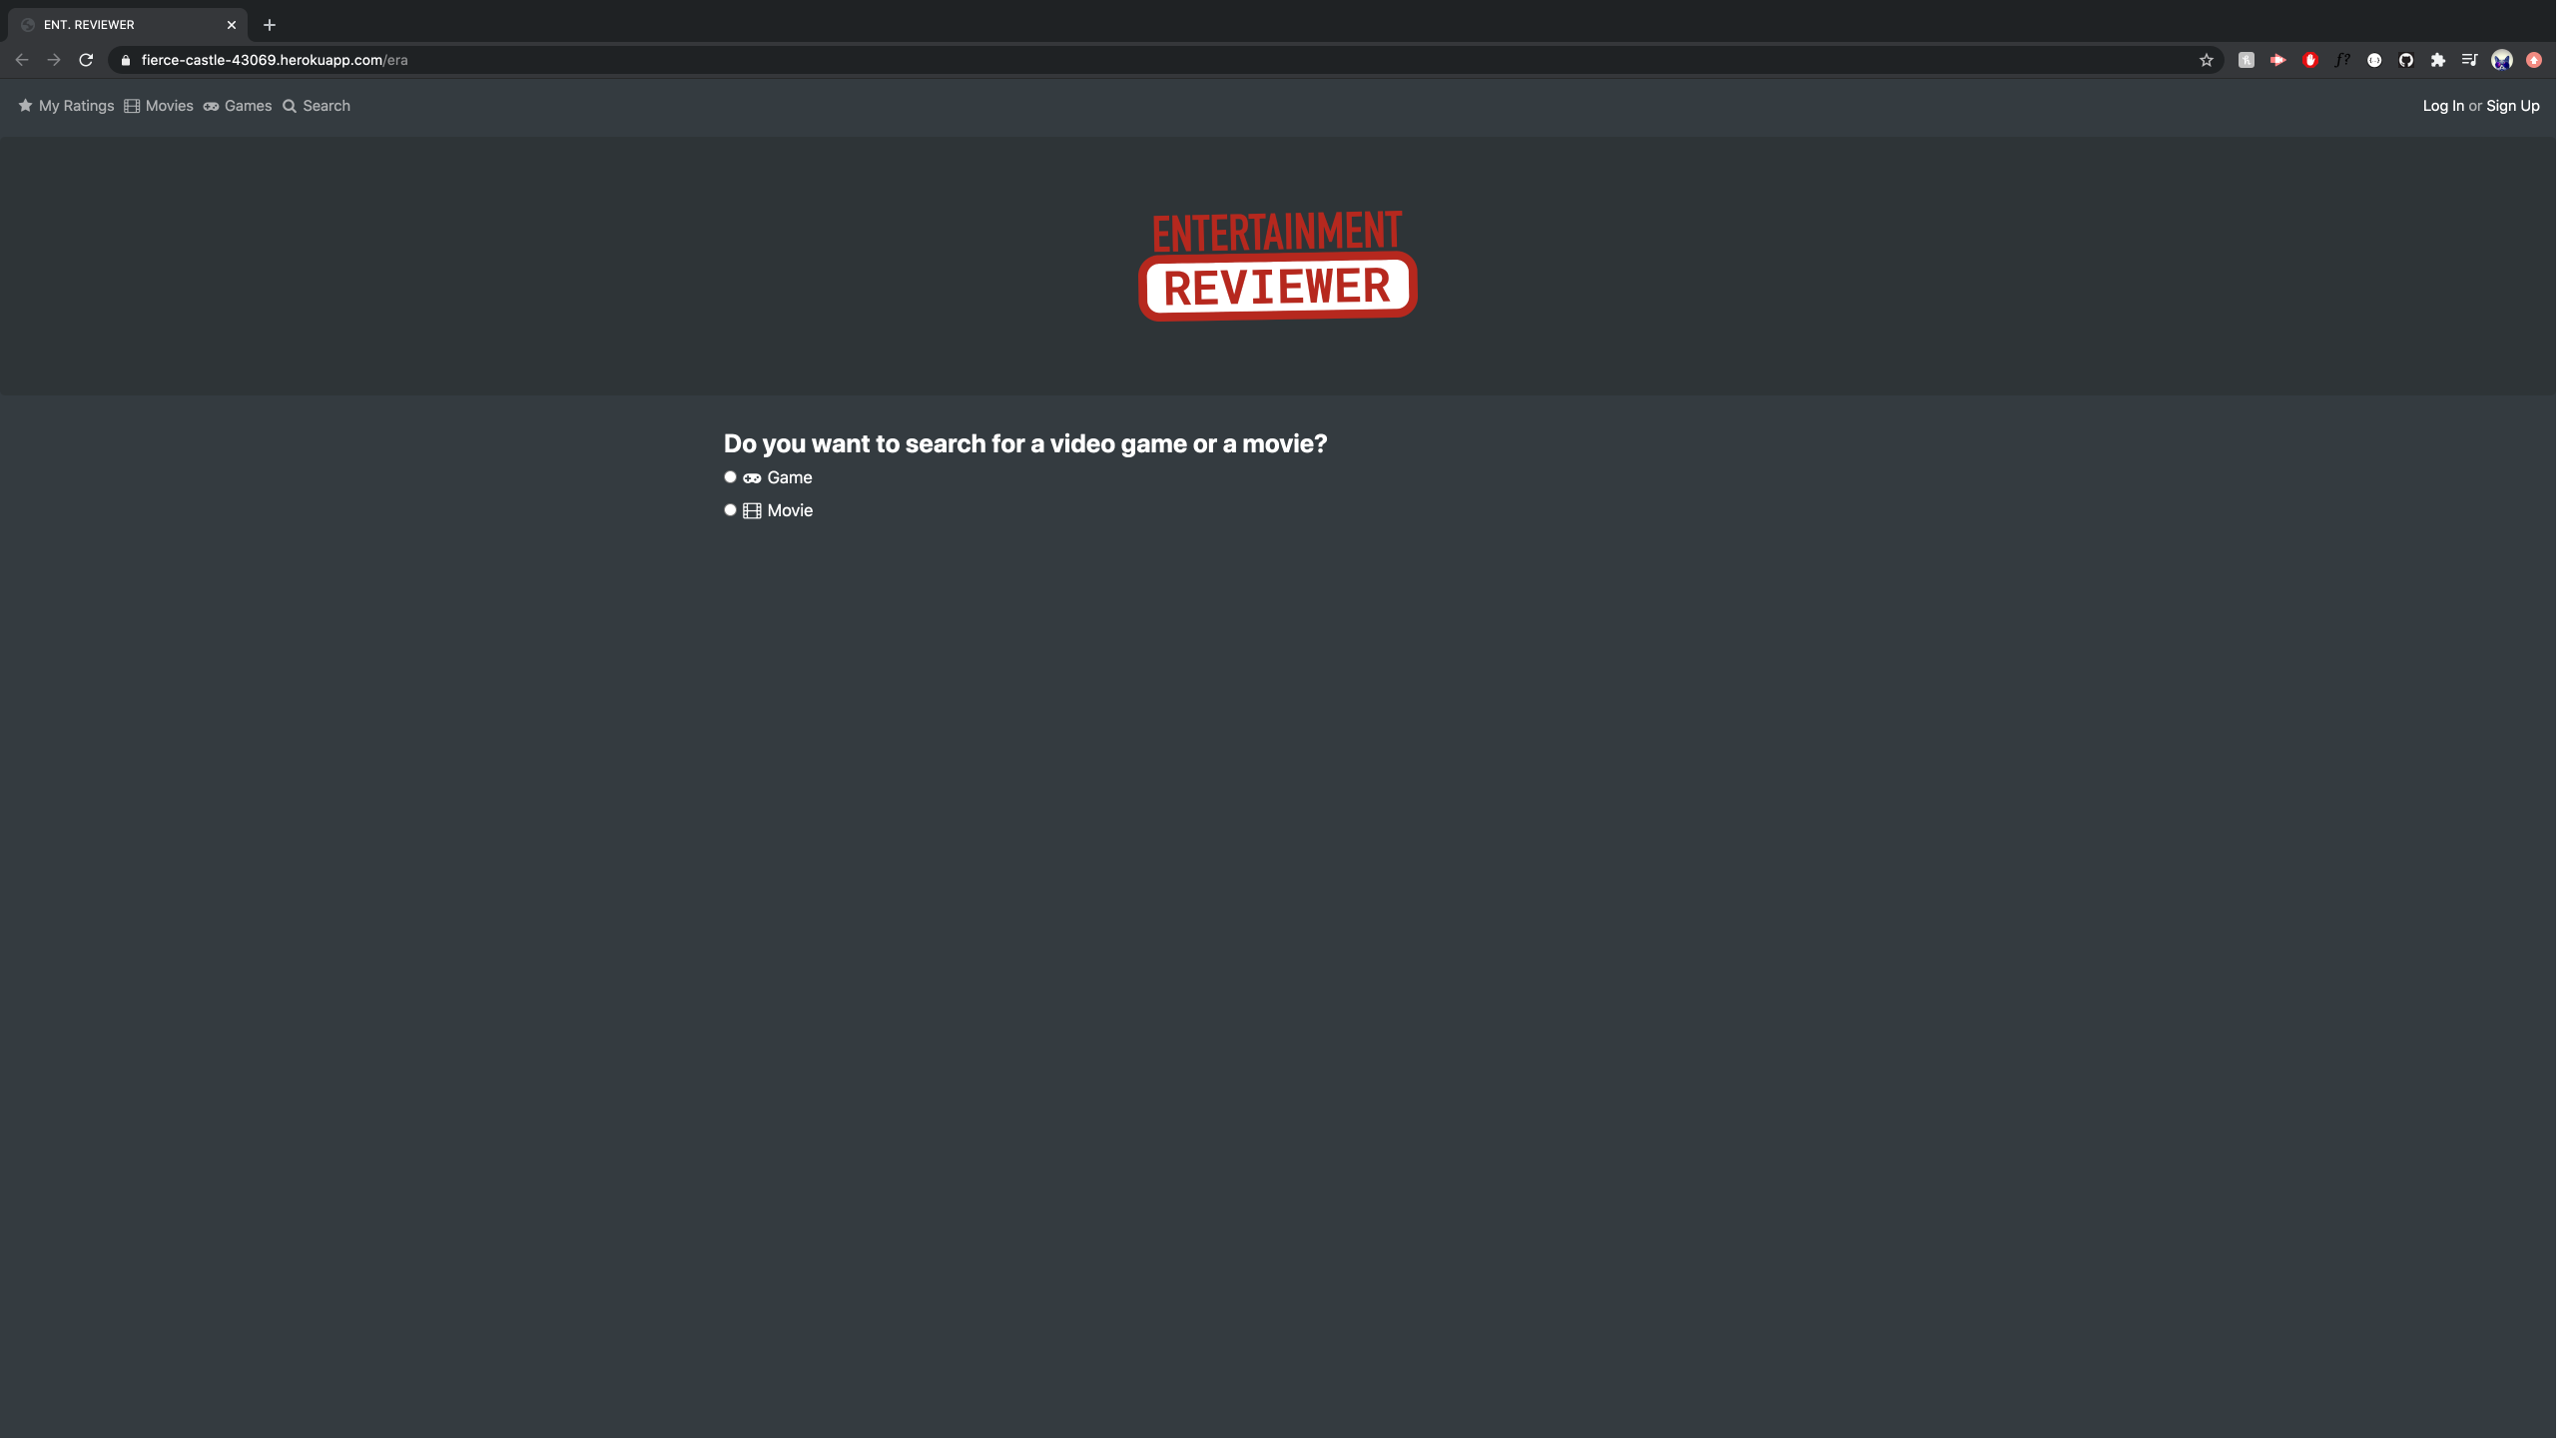 ENT. REVIEWER
fierce-castle-43069.herokuapp.com/era
f?
My Ratings Movies Games Search
Log In or Sign Up
ENTERTAINMENT
REVIEWER
Do you want to search for a video game or a movie?
Game
Movie